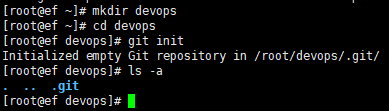 [root@ef ~]# mkdir devops
[root@ef ~]# cd devops
[root@ef devops]# git init
Initialized empty Git repository in /root/devops/.git/
[root@ef devops]# ls -a
.  ..  .git
[root@ef devops]#